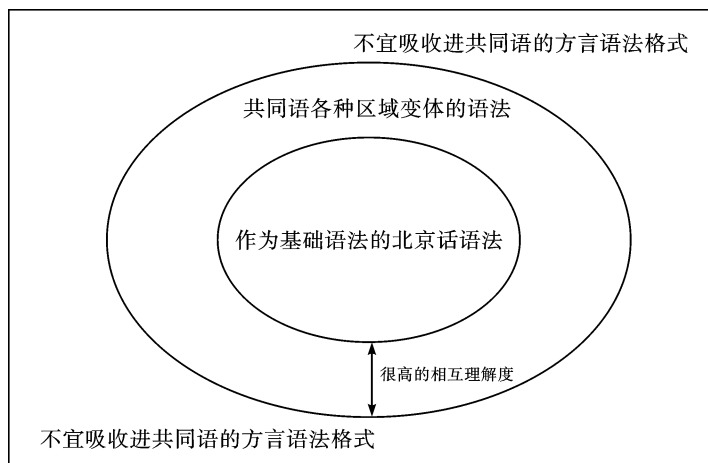 不宜吸收进共同语的方言语法格式
共同语各种区域变体的语法
作为基础语法的北京话语法
很高的相互理解度
不宜吸收进共同语的方言语法格式